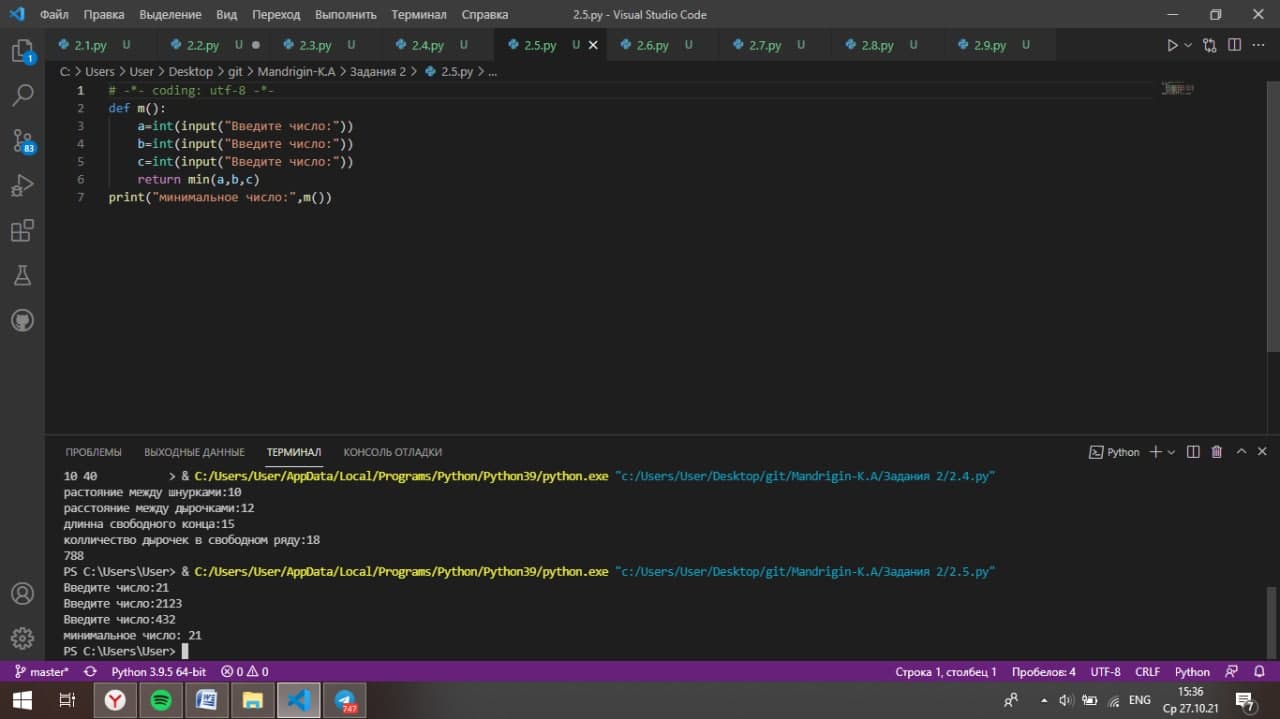 Файл Правка Выделение Вид Переход Выполнить Терминал Справка 2.5.py - Visual Studio Code
2.1.py U 2.2.py U 2.3.py U 2.4.py U 2.5.py U 2.6.py U 2.7.py U 2.8.py U 2.9.py U
1
C: > Users > User > Desktop > git > Mandrigin-K.A > Задания 2 > 2.5.py > ...
1 # -*- coding: utf-8 -*-
2 def m():
3 a=int(input("Введите число:"))
4 b=int(input("Введите число:"))
5 c=int(input("Введите число:"))
6 return min(a,b,c)
7 print("минимальное число:",m())
83
ПРОБЛЕМЫ ВЫХОДНЫЕ ДАННЫЕ ТЕРМИНАЛ КОНСОЛЬ ОТЛАДКИ Python
10 40 > & C:/Users/User/AppData/Local/Programs/Python/Python39/python.exe "c:/Users/User/Desktop/git/Mandrigin-K.A/Задания 2/2.4.py"
растояние между шнурками:10
расстояние между дырочками:12
длинна свободного конца:15
колличество дырочек в свободном ряду:18
788
PS C:\Users\User> & C:/Users/User/AppData/Local/Programs/Python/Python39/python.exe "c:/Users/User/Desktop/git/Mandrigin-K.A/Задания 2/2.5.py"
Введите число:21
Введите число:2123
Введите число:432
минимальное число: 21
PS C:\Users\User>
master* Python 3.9.5 64-bit 0 0 Строка 1, столбец 1 Пробелов: 4 UTF-8 CRLF Python
747 ENG 15:36
Ср 27.10.21 7